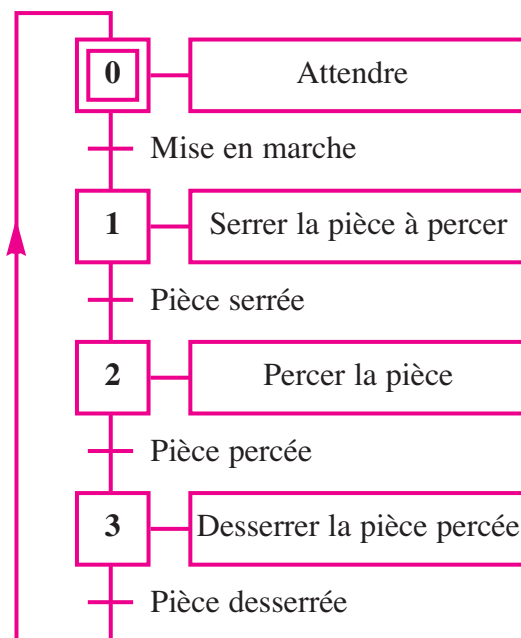 0 Attendre
Mise en marche
1 Serrer la pièce à percer
Pièce serrée
2 Percer la pièce
Pièce percée
3 Desserrer la pièce percée
Pièce desserrée